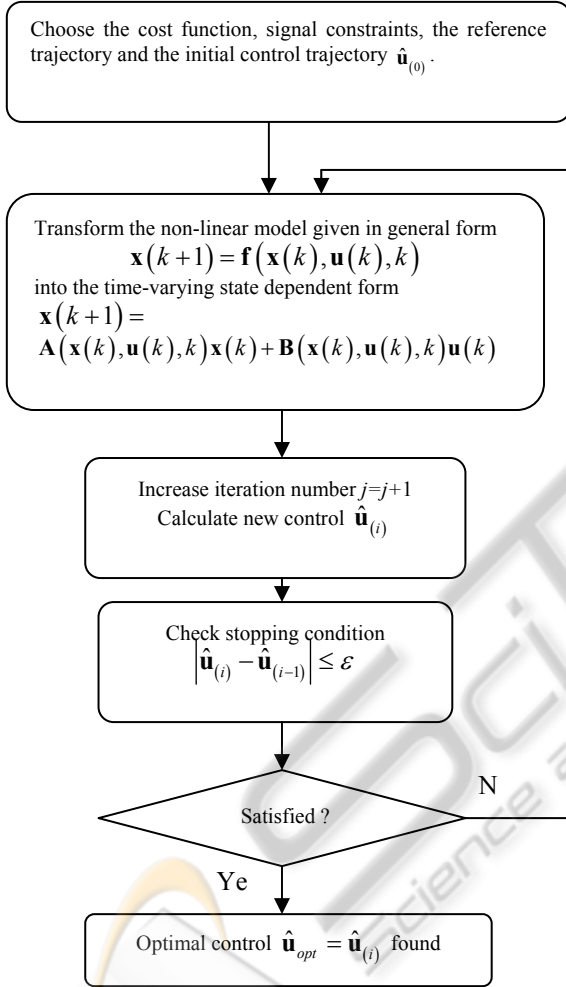 Choose the cost function, signal constraints, the reference
trajectory and the initial control trajectory û₍₀₎ .
Transform the non-linear model given in general form
x(k+1) = f(x(k),u(k),k)
into the time-varying state dependent form
x(k+1) =
A(x(k),u(k),k)x(k)+B(x(k),u(k),k)u(k)
Increase iteration number j=j+1
Calculate new control û₍ᵢ₎
Check stopping condition
|û₍ᵢ₎ − û₍ᵢ₋₁₎| ≤ ε
Satisfied ?
N
Ye
Optimal control û_opt = û₍ᵢ₎ found
Science a